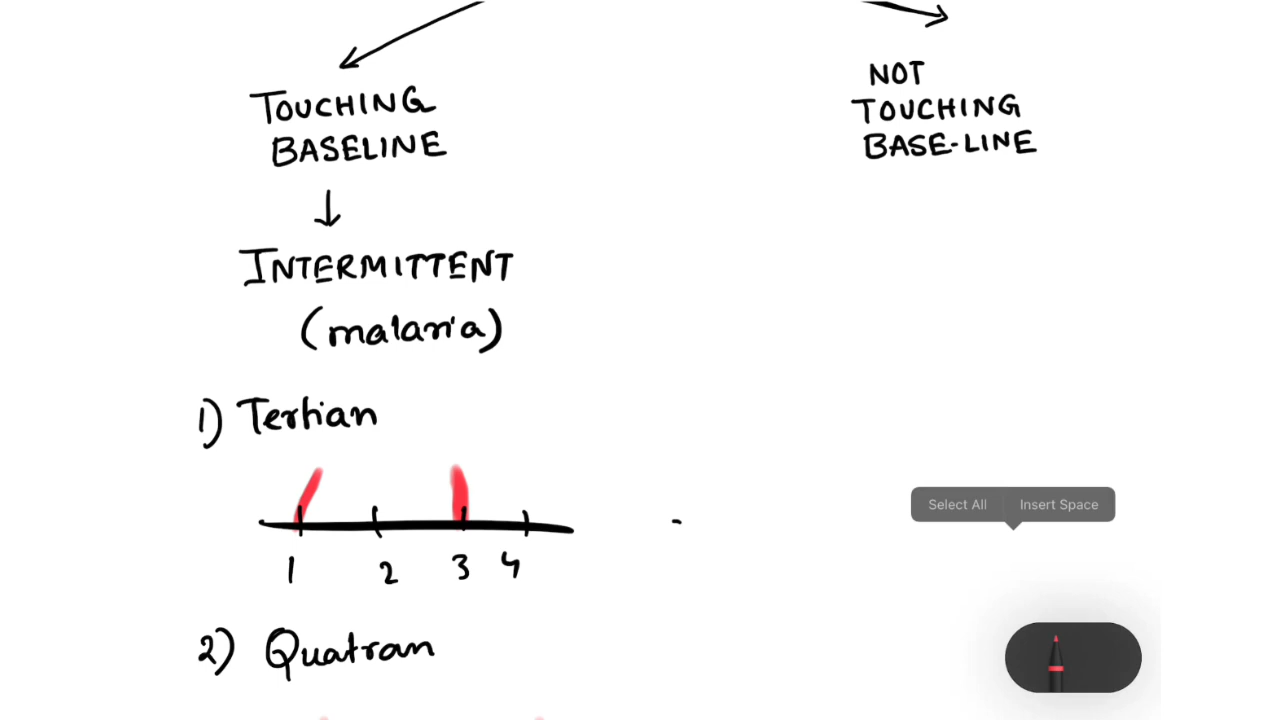 TOUCHING
BASELINE
NOT
TOUCHING
BASE-LINE
INTERMITTENT
(malaria)
1) Tertian
1 2 3 4
Select All Insert Space
2) Quatran